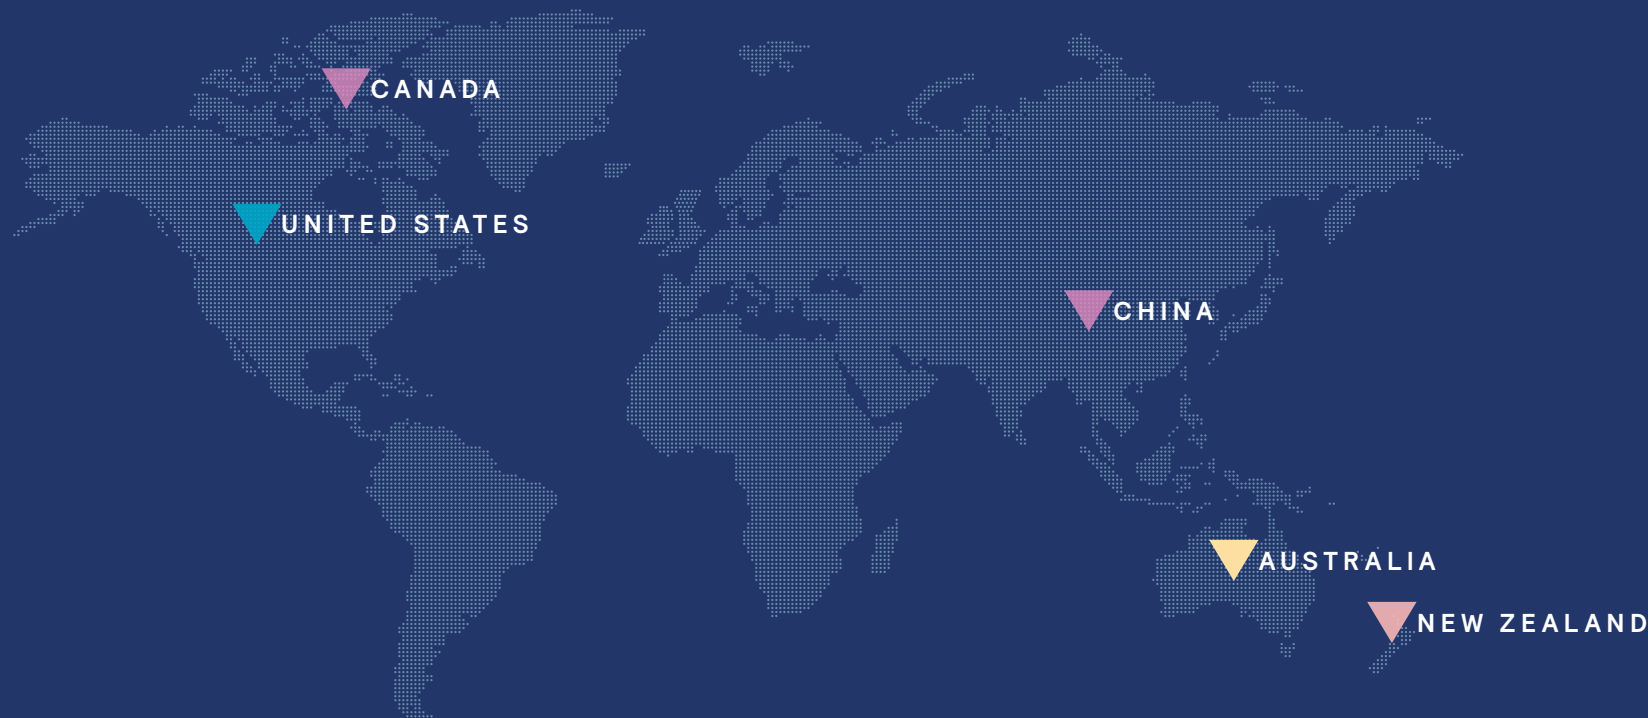 CANADA
UNITED STATES
CHINA
AUSTRALIA
NEW ZEALAND